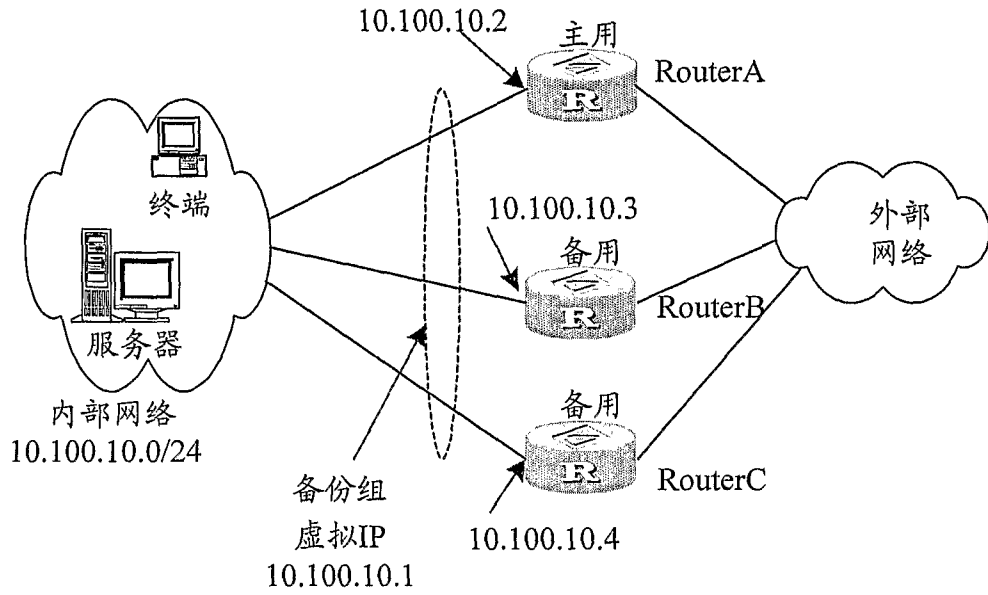 10.100.10.2
主用
RouterA
R
终端
服务器
内部网络
10.100.10.0/24
10.100.10.3
备用
RouterB
R
外部
网络
备用
RouterC
R
10.100.10.4
备份组
虚拟IP
10.100.10.1